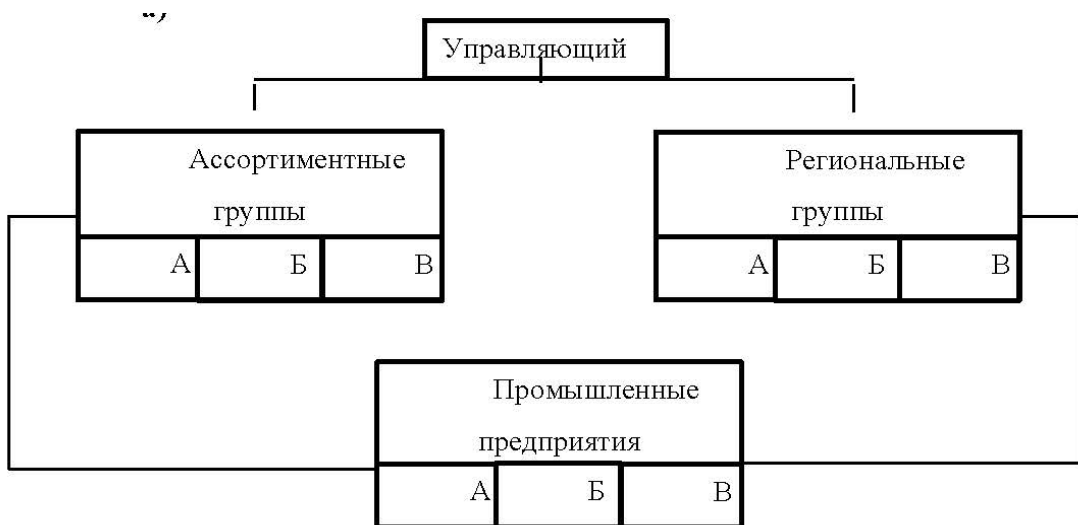 Управляющий
Ассортиментные
группы
А Б В
Региональные
группы
А Б В
Промышленные
предприятия
А Б В